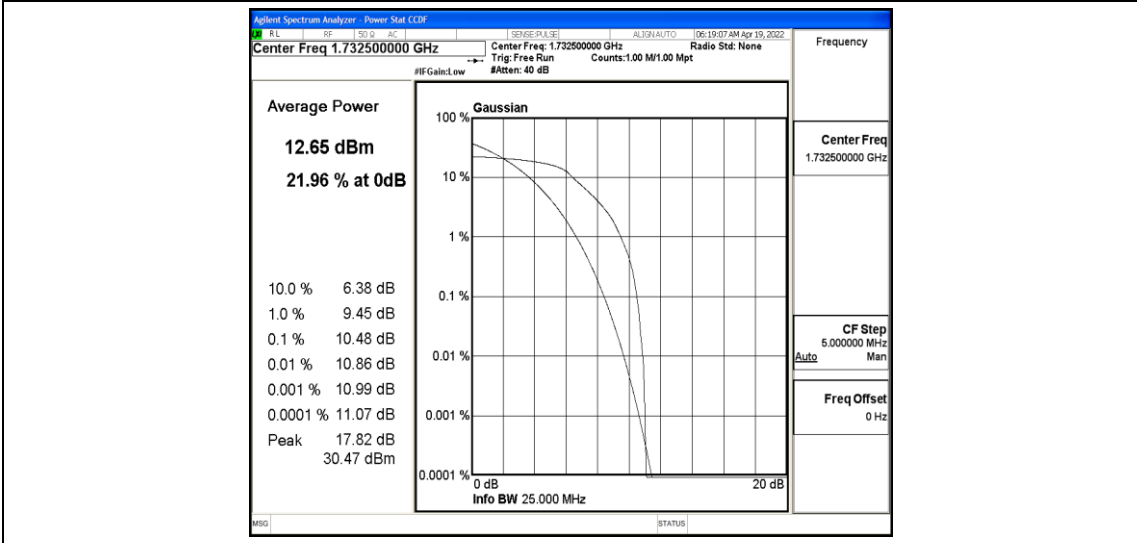 Agilent Spectrum Analyzer - Power Stat CCDF
LXI RL RF 50 Ω AC SENSE:PULSE ALIGN AUTO 06:19:07 AM Apr 19, 2022
Center Freq 1.732500000 GHz
Center Freq: 1.732500000 GHz Radio Std: None
Trig: Free Run Counts:1.00 M/1.00 Mpt
#IFGain:Low #Atten: 40 dB
Frequency
Average Power
12.65 dBm
21.96 % at 0dB
10.0 % 6.38 dB
1.0 % 9.45 dB
0.1 % 10.48 dB
0.01 % 10.86 dB
0.001 % 10.99 dB
0.0001 % 11.07 dB
Peak 17.82 dB
30.47 dBm
Gaussian
100 %
10 %
1 %
0.1 %
0.01 %
0.001 %
0.0001 %
0 dB 20 dB
Info BW 25.000 MHz
Center Freq
1.732500000 GHz
CF Step
5.000000 MHz
Auto Man
Freq Offset
0 Hz
MSG STATUS